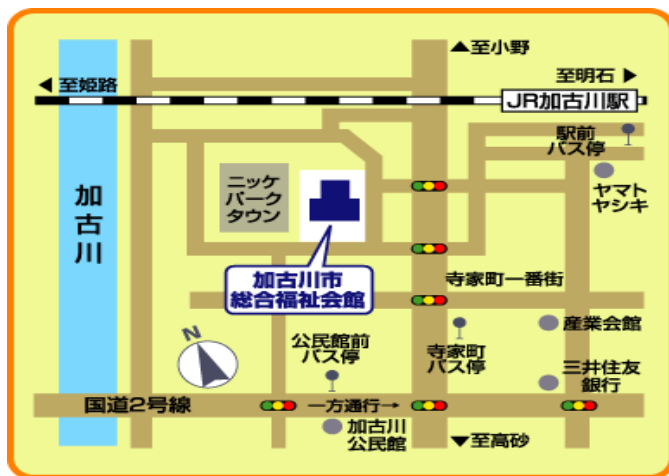 ▲至小野
◀至姫路
至明石▶
JR加古川駅
駅前
バス停
ニッケ
パーク
タウン
ヤマト
ヤシキ
加古川
加古川市
総合福祉会館
寺家町一番街
N
産業会館
公民館前
バス停
寺家町
バス停
三井住友
銀行
国道2号線
一方通行→
加古川
公民館
▼至高砂